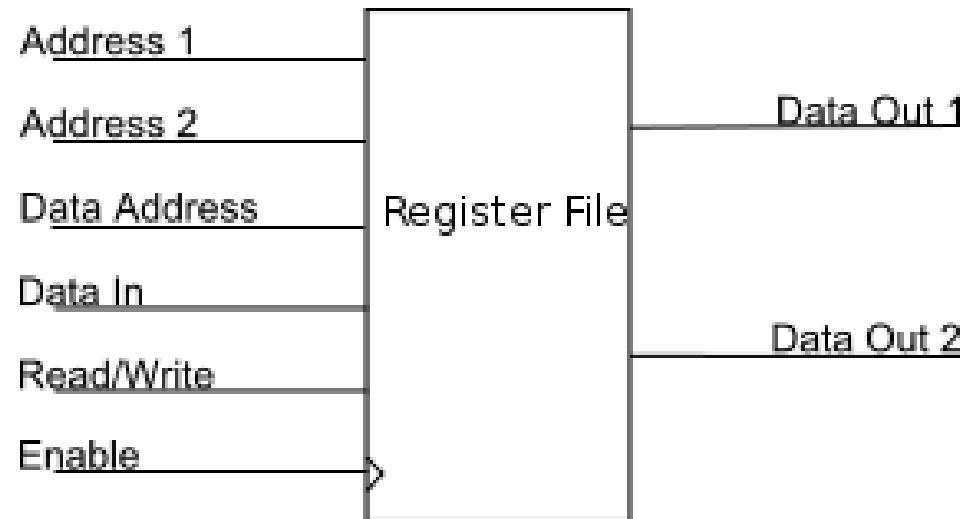 Address 1
Address 2
Data Address
Data In
Read/Write
Enable
Register File
Data Out 1
Data Out 2